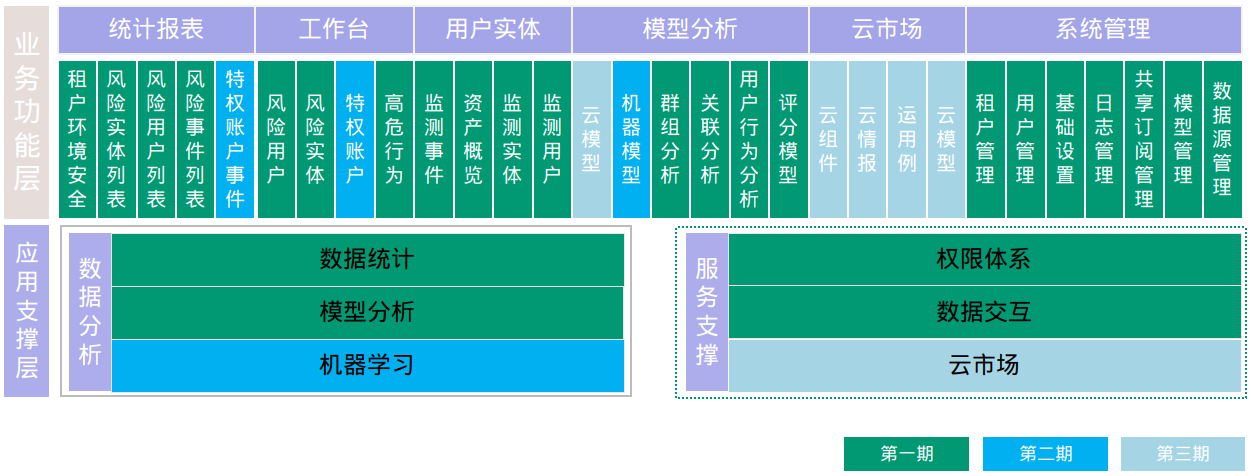 业务功能层
统计报表
工作台
用户实体
模型分析
云市场
系统管理
租户环境安全
风险实体列表
风险用户列表
风险事件列表
特权账户事件
风险用户
风险实体
特权账户
高危行为
监测事件
资产概览
监测实体
监测用户
云模型
机器模型
群组分析
关联分析
用户行为分析
评分模型
云组件
云情报
运用例
云模型
租户管理
用户管理
基础设置
日志管理
共享订阅管理
模型管理
数据源管理
应用支撑层
数据分析
数据统计
模型分析
机器学习
服务支撑
权限体系
数据交互
云市场
第一期
第二期
第三期